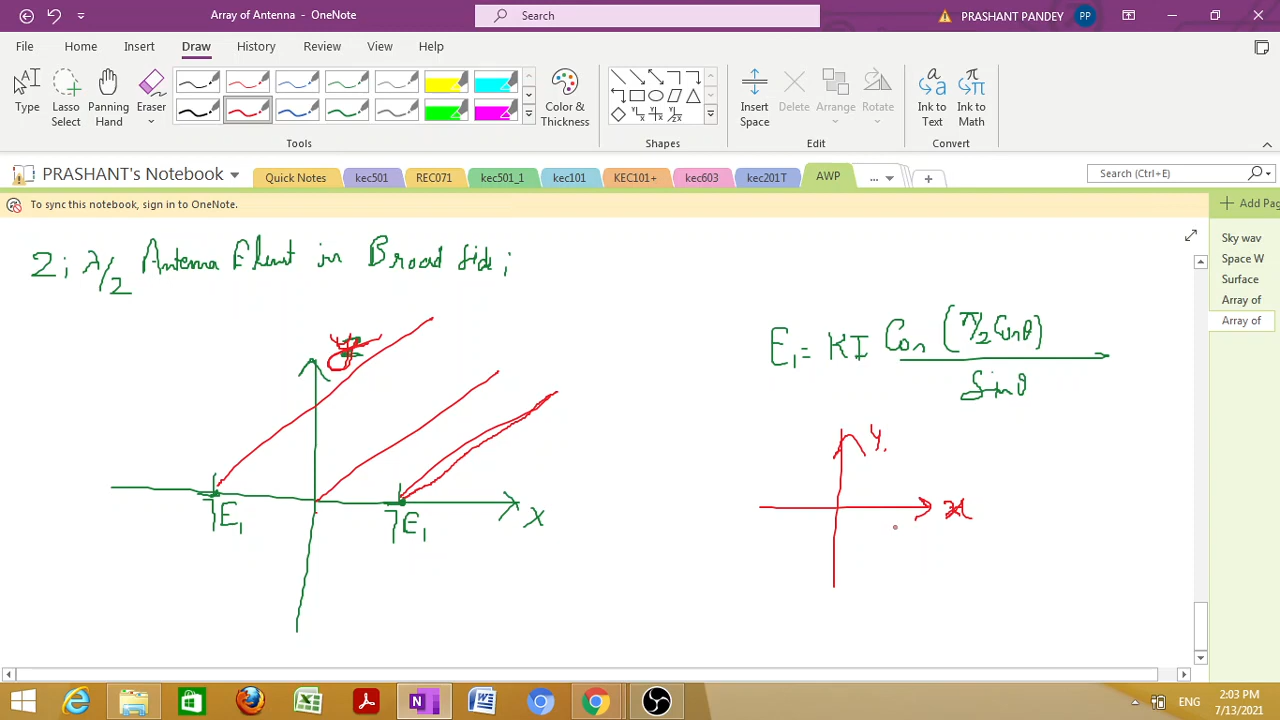 Array of Antenna - OneNote
Search
PRASHANT PANDEY
PP
File Home Insert Draw History Review View Help
Type
Lasso Select
Panning Hand
Eraser
Color & Thickness
Insert Space
Delete
Arrange
Rotate
Ink to Text
Ink to Math
Tools
Shapes
Edit
Convert
PRASHANT's Notebook
Quick Notes kec501 REC071 kec501_1 kec101 KEC101+ kec603 kec201T AWP ...
Search (Ctrl+E)
To sync this notebook, sign in to OneNote.
Add Pag
Sky wav
Space W
Surface
Array of
Array of
2; λ/2 Antenna Elent in Broad Side;
E1 = KI Cos (π/2 Cosθ)
Sinθ
y
x
E1
E1
X
ENG
2:03 PM
7/13/2021